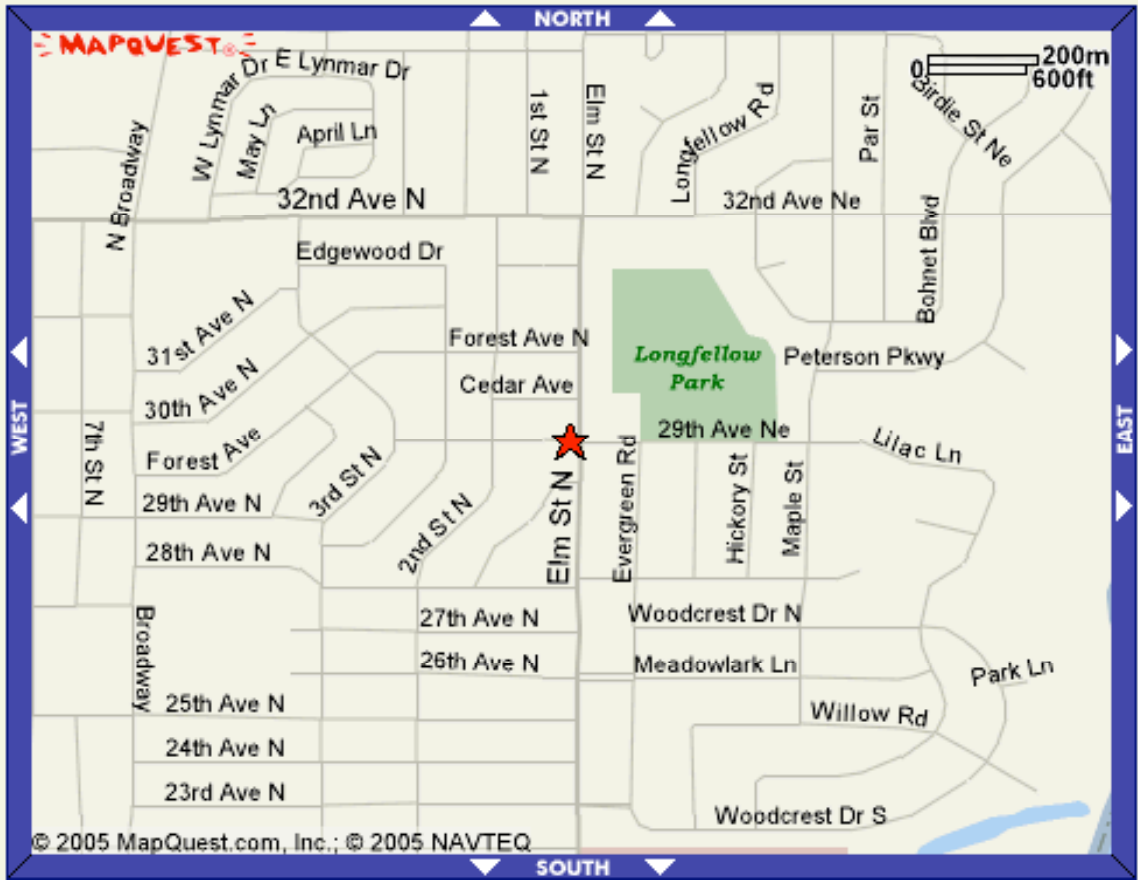 NORTH
MAPQUEST®
200m
0
600ft
W Lynmar Dr
E Lynmar Dr
May Ln
April Ln
1st St N
Elm St N
Longfellow Rd
Par St
Birdie St Ne
N Broadway
32nd Ave N
32nd Ave Ne
Bohnet Blvd
Edgewood Dr
31st Ave N
Forest Ave N
Longfellow
Park
Peterson Pkwy
Cedar Ave
30th Ave N
WEST
EAST
7th St N
Forest Ave
29th Ave Ne
Lilac Ln
3rd St N
29th Ave N
2nd St N
Elm St N
Evergreen Rd
Hickory St
Maple St
28th Ave N
Broadway
27th Ave N
Woodcrest Dr N
26th Ave N
Meadowlark Ln
Park Ln
25th Ave N
Willow Rd
24th Ave N
23rd Ave N
Woodcrest Dr S
© 2005 MapQuest.com, Inc.; © 2005 NAVTEQ
SOUTH